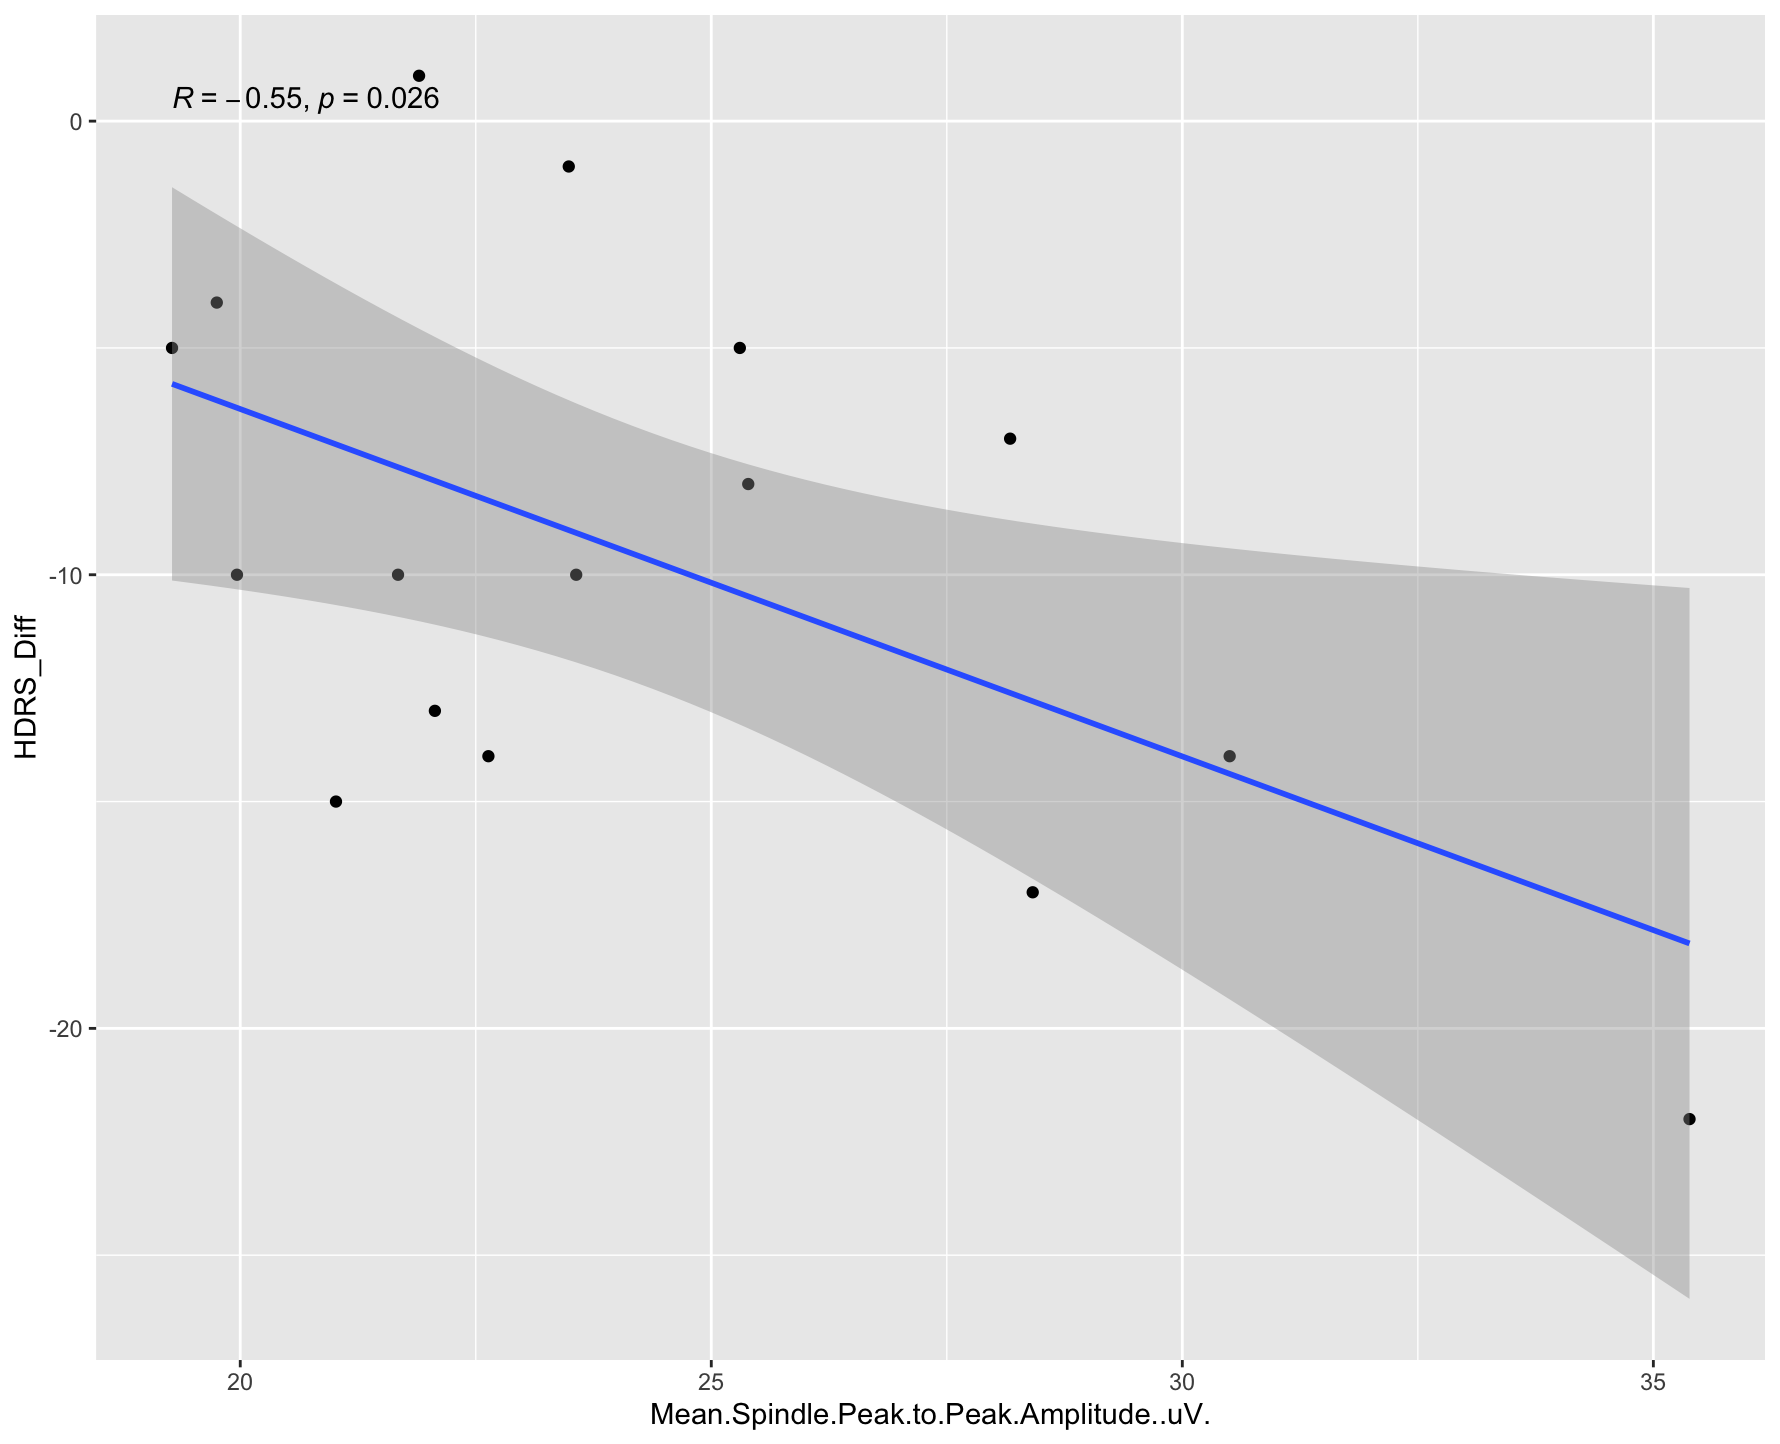 R = −0.55, p = 0.026
0
-10
-20
HDRS_Diff
20 25 30 35
Mean.Spindle.Peak.to.Peak.Amplitude..uV.